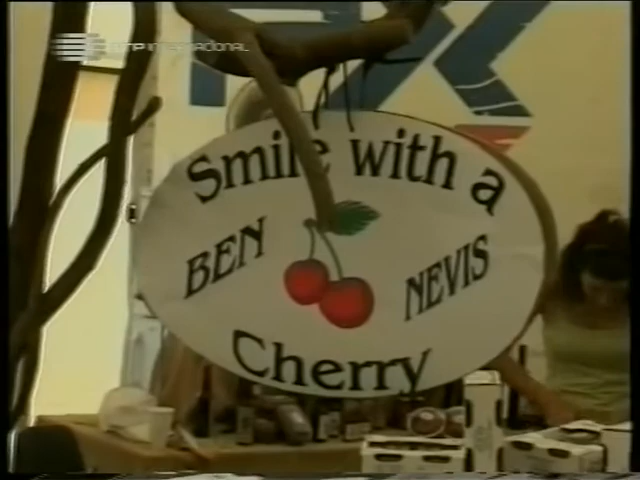 RTP Internacional
Smile with a
BEN
NEVIS
Cherry